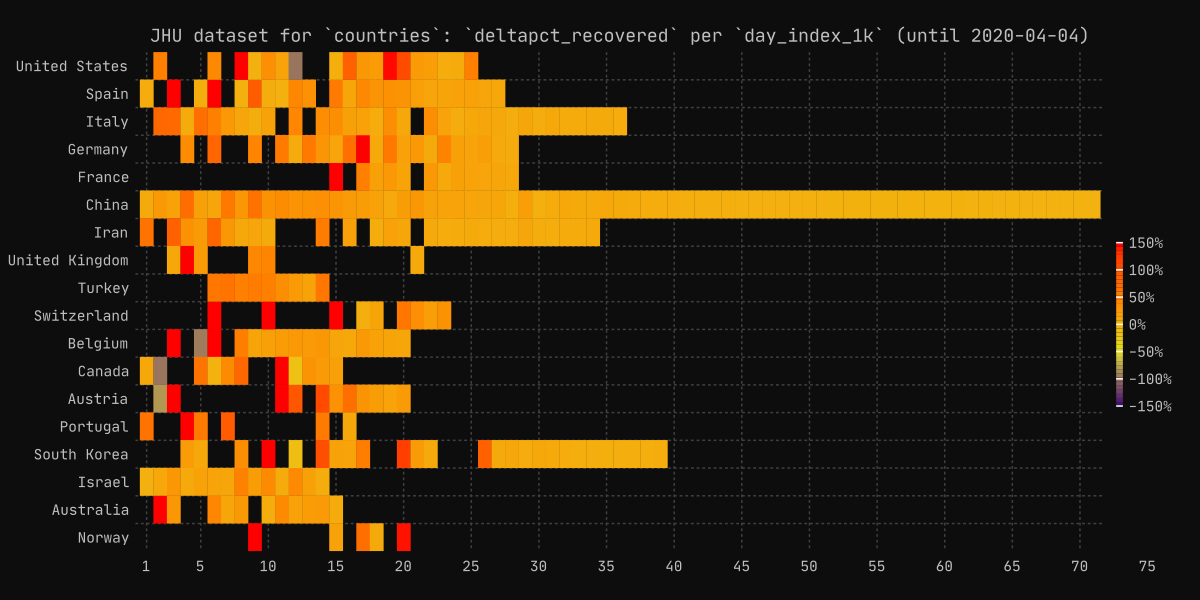 JHU dataset for `countries`: `deltapct_recovered` per `day_index_1k` (until 2020-04-04)
United States
Spain
Italy
Germany
France
China
Iran
United Kingdom
Turkey
Switzerland
Belgium
Canada
Austria
Portugal
South Korea
Israel
Australia
Norway
150%
100%
50%
0%
-50%
-100%
-150%
1 5 10 15 20 25 30 35 40 45 50 55 60 65 70 75